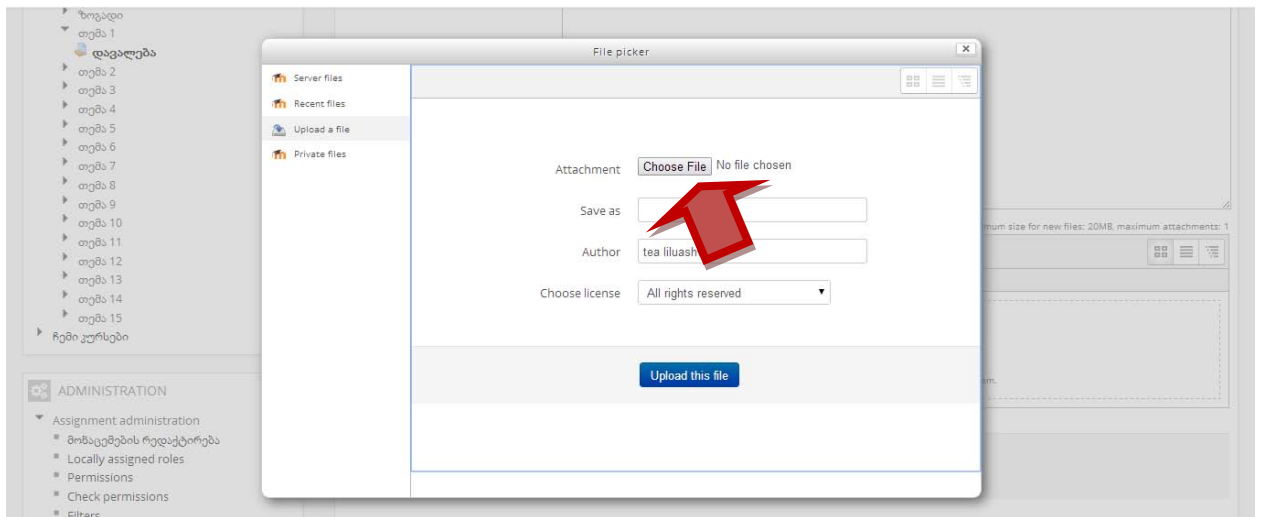 ზოგადი
თემა 1
დავალება
თემა 2
თემა 3
თემა 4
თემა 5
თემა 6
თემა 7
თემა 8
თემა 9
თემა 10
თემა 11
თემა 12
თემა 13
თემა 14
თემა 15
ჩემი კურსები
ADMINISTRATION
Assignment administration
მონაცემების რედაქტირება
Locally assigned roles
Permissions
Check permissions
Filters
File picker
Server files
Recent files
Upload a file
Private files
Attachment Choose File No file chosen
Save as
Author tea liluash
Choose license All rights reserved
Upload this file
size for new files: 20MB, maximum attachments: 1